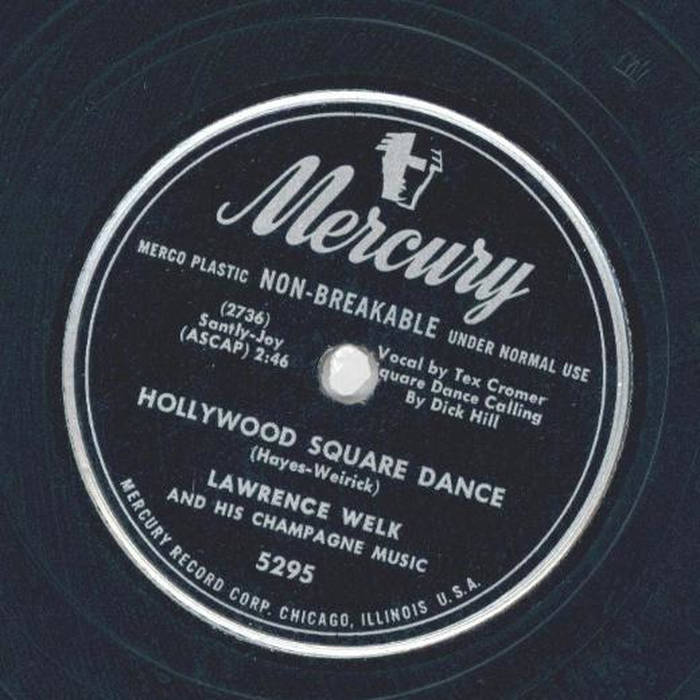 Mercury
MERCO PLASTIC NON-BREAKABLE UNDER NORMAL USE
(2736)
Santly-Joy
(ASCAP) 2:46
Vocal by Tex Cromer
quare Dance Calling
By Dick Hill
HOLLYWOOD SQUARE DANCE
(Hayes-Weirick)
LAWRENCE WELK
AND HIS CHAMPAGNE MUSIC
5295
MERCURY RECORD CORP. CHICAGO, ILLINOIS U.S.A.